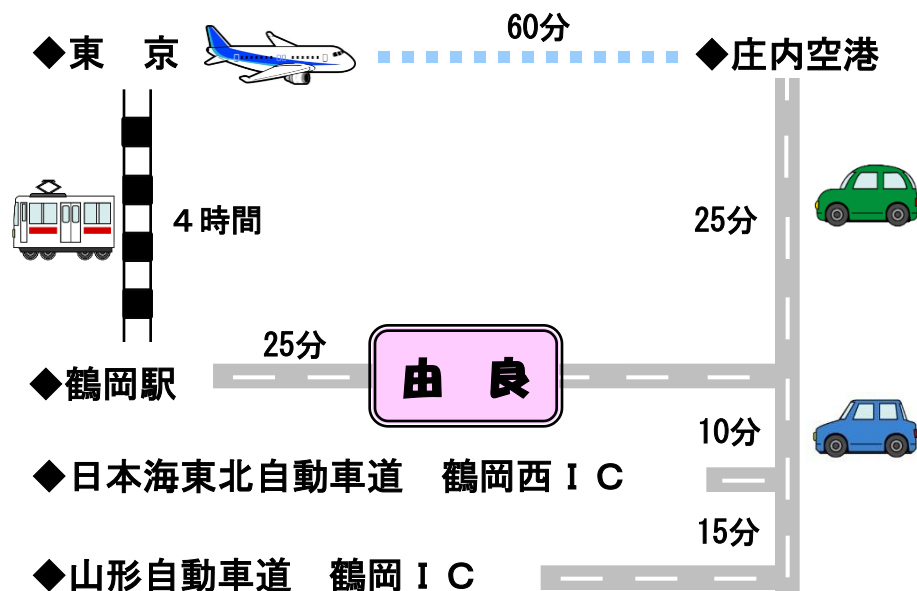 ◆東　京
60分
◆庄内空港
４時間
25分
25分
◆鶴岡駅
由　良
10分
◆日本海東北自動車道　鶴岡西ＩＣ
15分
◆山形自動車道　鶴岡ＩＣ